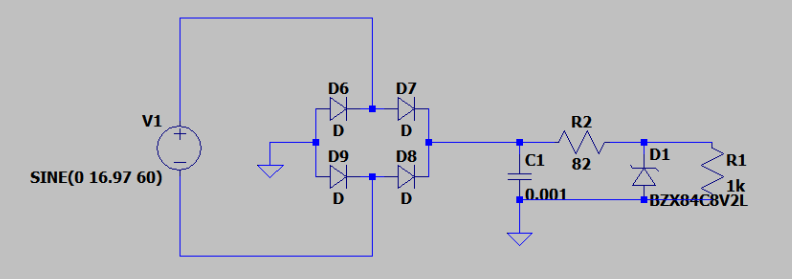 V1
SINE(0 16.97 60)
D6
D
D7
D
D9
D
D8
D
C1
0.001
R2
82
D1
BZX84C8V2L
R1
1k